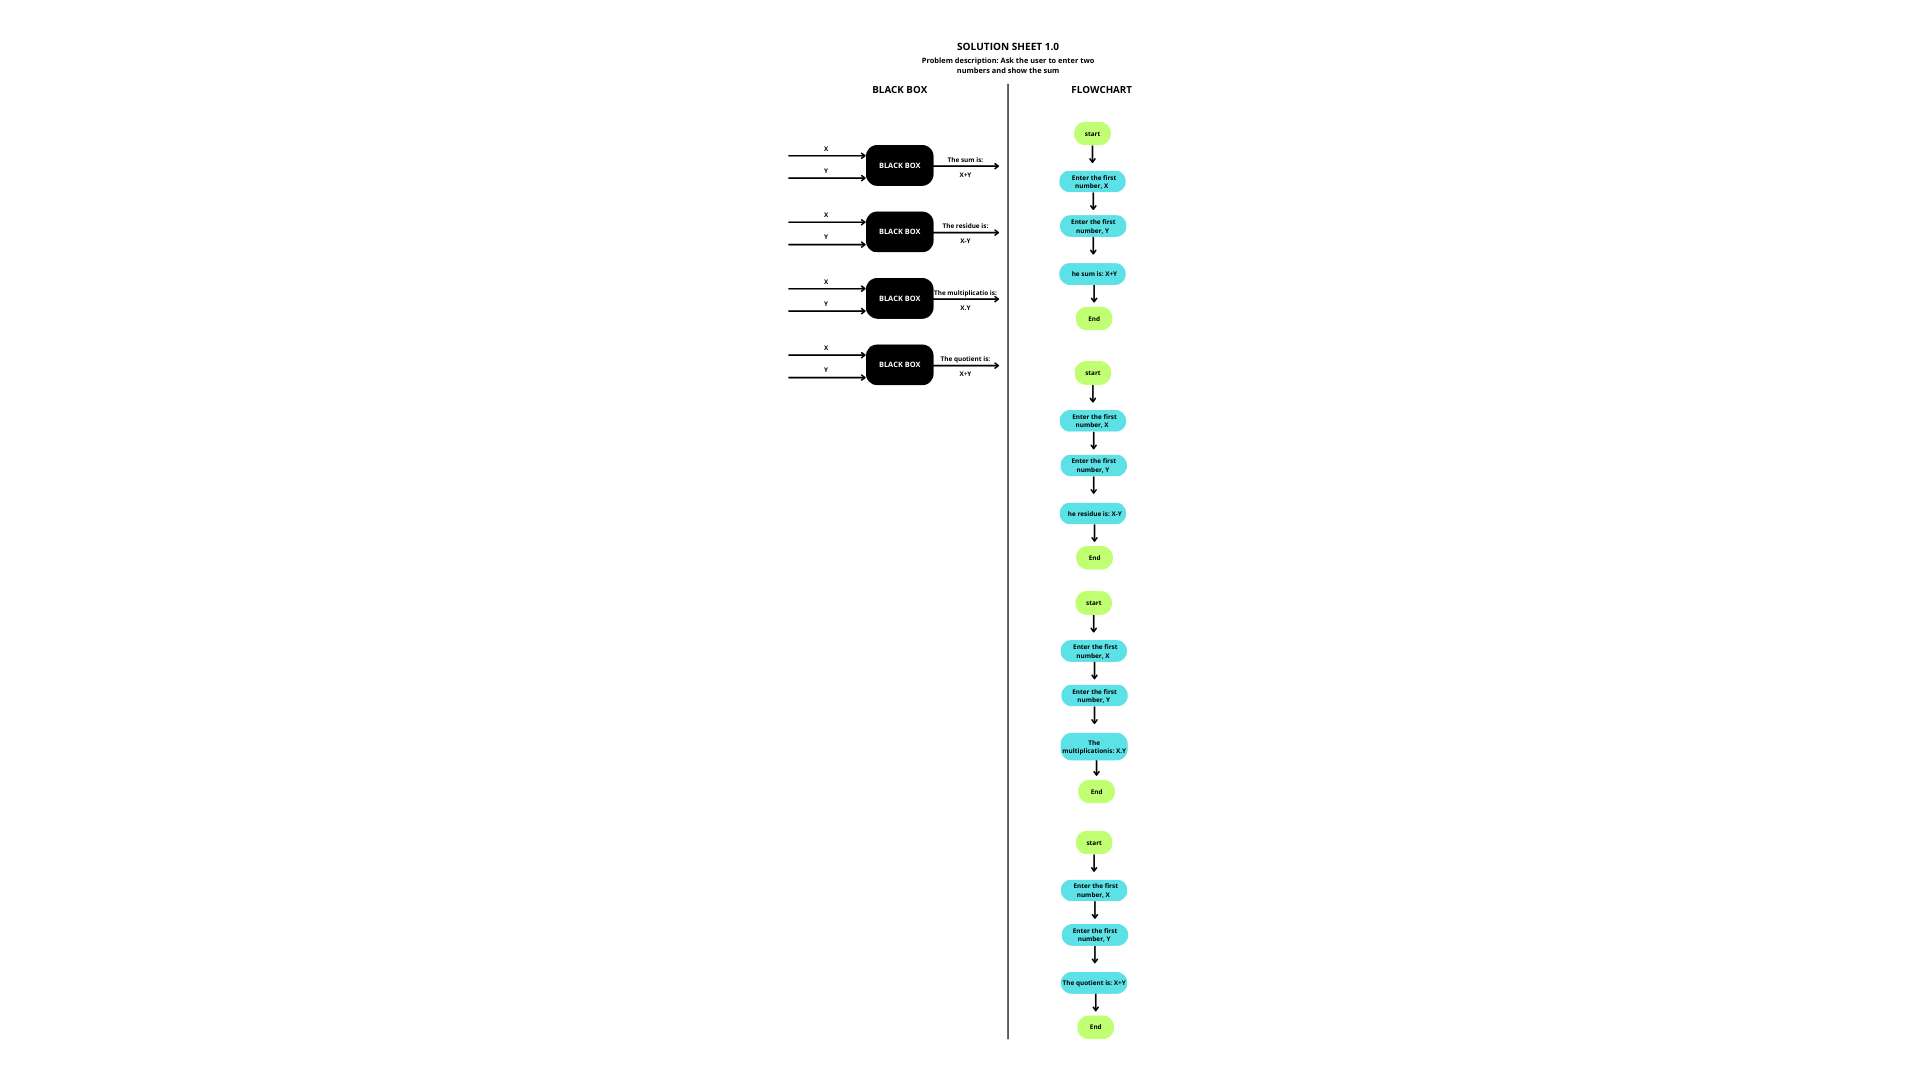 SOLUTION SHEET 1.0
Problem description: Ask the user to enter two
numbers and show the sum
BLACK BOX
X
Y
BLACK BOX
The sum is:
X+Y
X
Y
BLACK BOX
The residue is:
X-Y
X
Y
BLACK BOX
The multiplicatio is:
X.Y
X
Y
BLACK BOX
The quotient is:
X÷Y
FLOWCHART
start
Enter the first
number, X
Enter the first
number, Y
he sum is: X+Y
End
start
Enter the first
number, X
Enter the first
number, Y
he residue is: X-Y
End
start
Enter the first
number, X
Enter the first
number, Y
The
multiplicationis: X.Y
End
start
Enter the first
number, X
Enter the first
number, Y
The quotient is: X÷Y
End